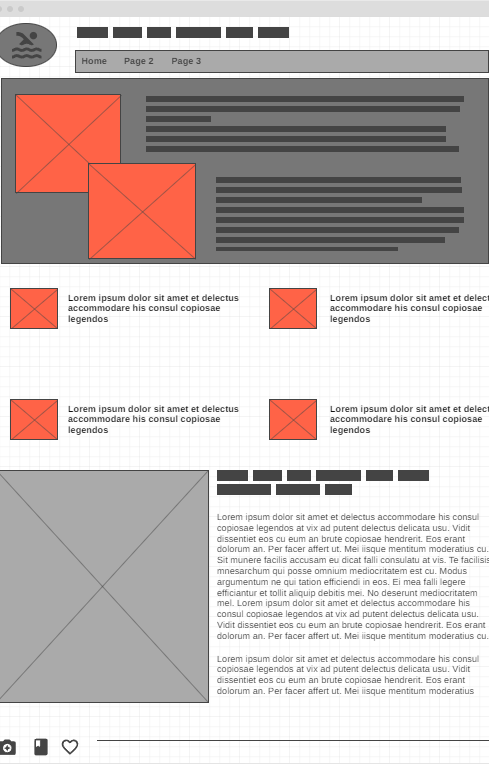 Home Page 2 Page 3
Lorem ipsum dolor sit amet et delectus
accommodare his consul copiosae
legendos
Lorem ipsum dolor sit amet et delect
accommodare his consul copiosae
legendos
Lorem ipsum dolor sit amet et delectus
accommodare his consul copiosae
legendos
Lorem ipsum dolor sit amet et delect
accommodare his consul copiosae
legendos
Lorem ipsum dolor sit amet et delectus accommodare his consul
copiosae legendos at vix ad putent delectus delicata usu. Vidit
dissentiet eos cu eum an brute copiosae hendrerit. Eos erant
dolorum an. Per facer affert ut. Mei iisque mentitum moderatius cu.
Sit munere facilis accusam eu dicat falli consulatu at vis. Te facilisis
mnesarchum qui posse omnium mediocritatem est cu. Modus
argumentum ne qui tation efficiendi in eos. Ei mea falli legere
efficiantur et tollit aliquip debitis mei. No deserunt mediocritatem
mel. Lorem ipsum dolor sit amet et delectus accommodare his
consul copiosae legendos at vix ad putent delectus delicata usu.
Vidit dissentiet eos cu eum an brute copiosae hendrerit. Eos erant
dolorum an. Per facer affert ut. Mei iisque mentitum moderatius cu.
Lorem ipsum dolor sit amet et delectus accommodare his consul
copiosae legendos at vix ad putent delectus delicata usu. Vidit
dissentiet eos cu eum an brute copiosae hendrerit. Eos erant
dolorum an. Per facer affert ut. Mei iisque mentitum moderatius